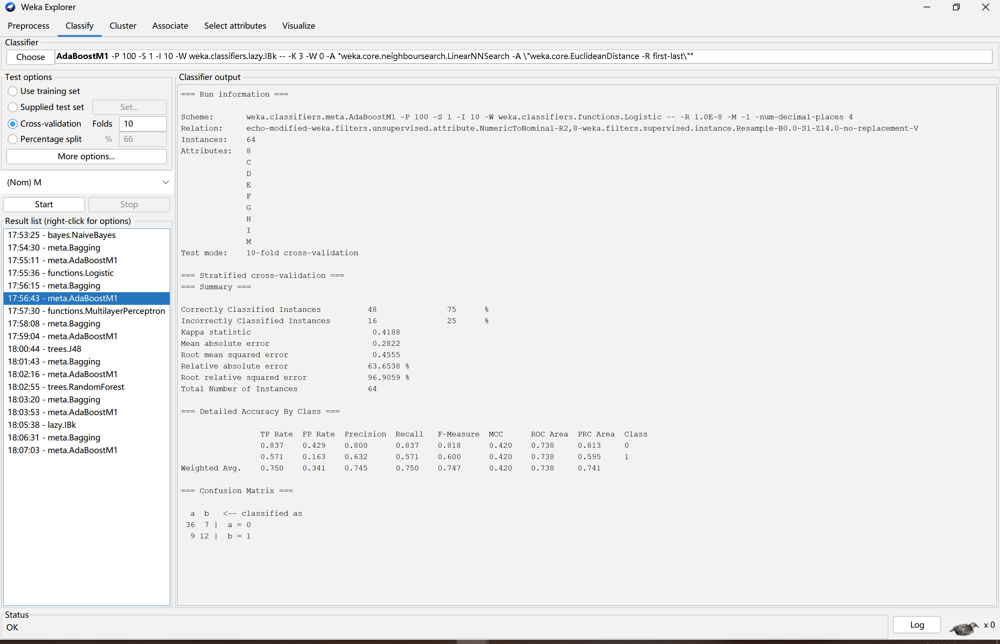 Weka Explorer
Preprocess Classify Cluster Associate Select attributes Visualize
Classifier
Choose AdaBoostM1 -P 100 -S 1 -I 10 -W weka.classifiers.lazy.IBk -- -K 3 -W 0 -A "weka.core.neighboursearch.LinearNNSearch -A \"weka.core.EuclideanDistance -R first-last\""
Test options
Use training set
Supplied test set Set...
Cross-validation Folds 10
Percentage split % 66
More options...
(Nom) M
Start Stop
Result list (right-click for options)
17:53:25 - bayes.NaiveBayes
17:54:30 - meta.Bagging
17:55:11 - meta.AdaBoostM1
17:55:36 - functions.Logistic
17:56:15 - meta.Bagging
17:56:43 - meta.AdaBoostM1
17:57:30 - functions.MultilayerPerceptron
17:58:08 - meta.Bagging
17:59:04 - meta.AdaBoostM1
18:00:44 - trees.J48
18:01:43 - meta.Bagging
18:02:16 - meta.AdaBoostM1
18:02:55 - trees.RandomForest
18:03:20 - meta.Bagging
18:03:53 - meta.AdaBoostM1
18:05:38 - lazy.IBk
18:06:31 - meta.Bagging
18:07:03 - meta.AdaBoostM1
Classifier output
=== Run information ===
Scheme: weka.classifiers.meta.AdaBoostM1 -P 100 -S 1 -I 10 -W weka.classifiers.functions.Logistic -- -R 1.0E-8 -M -1 -num-decimal-places 4
Relation: echo-modified-weka.filters.unsupervised.attribute.NumericToNominal-R2,8-weka.filters.supervised.instance.Resample-B0.0-S1-Z14.0-no-replacement-V
Instances: 64
Attributes: 8
C
D
E
F
G
H
I
M
Test mode: 10-fold cross-validation
=== Stratified cross-validation ===
=== Summary ===
Correctly Classified Instances 48 75 %
Incorrectly Classified Instances 16 25 %
Kappa statistic 0.4188
Mean absolute error 0.2822
Root mean squared error 0.4555
Relative absolute error 63.6538 %
Root relative squared error 96.9059 %
Total Number of Instances 64
=== Detailed Accuracy By Class ===
TP Rate FP Rate Precision Recall F-Measure MCC ROC Area PRC Area Class
0.837 0.429 0.800 0.837 0.818 0.420 0.738 0.813 0
0.571 0.163 0.632 0.571 0.600 0.420 0.738 0.595 1
Weighted Avg. 0.750 0.341 0.745 0.750 0.747 0.420 0.738 0.741
=== Confusion Matrix ===
a b <-- classified as
36 7 | a = 0
9 12 | b = 1
Status
OK
Log x 0